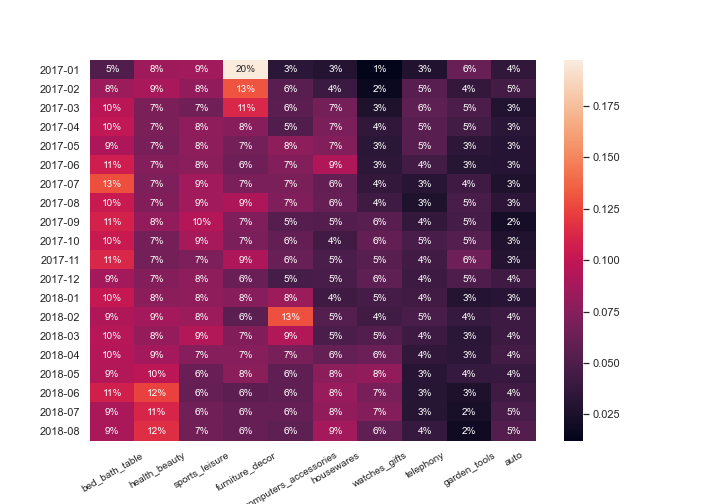 2017-01 5% 8% 9% 20% 3% 3% 1% 3% 6% 4%
2017-02 8% 9% 8% 13% 6% 4% 2% 5% 4% 5%
2017-03 10% 7% 7% 11% 6% 7% 3% 6% 5% 3%
2017-04 10% 7% 8% 8% 5% 7% 4% 5% 5% 3%
2017-05 9% 7% 8% 7% 8% 7% 3% 5% 3% 3%
2017-06 11% 7% 8% 6% 7% 9% 3% 4% 3% 3%
2017-07 13% 7% 9% 7% 7% 6% 4% 3% 4% 3%
2017-08 10% 7% 9% 9% 7% 6% 4% 3% 5% 3%
2017-09 11% 8% 10% 7% 5% 5% 6% 4% 5% 2%
2017-10 10% 7% 9% 7% 6% 4% 6% 5% 5% 3%
2017-11 11% 7% 7% 9% 6% 5% 5% 4% 6% 3%
2017-12 9% 7% 8% 6% 5% 5% 6% 4% 5% 4%
2018-01 10% 8% 8% 8% 8% 4% 5% 4% 3% 3%
2018-02 9% 9% 8% 6% 13% 5% 4% 5% 4% 4%
2018-03 10% 8% 9% 7% 9% 5% 5% 4% 3% 4%
2018-04 10% 9% 7% 7% 7% 6% 6% 4% 3% 4%
2018-05 9% 10% 6% 8% 6% 8% 8% 3% 4% 4%
2018-06 11% 12% 6% 6% 6% 8% 7% 3% 3% 4%
2018-07 9% 11% 6% 6% 6% 8% 7% 3% 2% 5%
2018-08 9% 12% 7% 6% 6% 9% 6% 4% 2% 5%
bed_bath_table
health_beauty
sports_leisure
furniture_decor
omputers_accessories
housewares
watches_gifts
telephony
garden_tools
auto
0.175
0.150
0.125
0.100
0.075
0.050
0.025